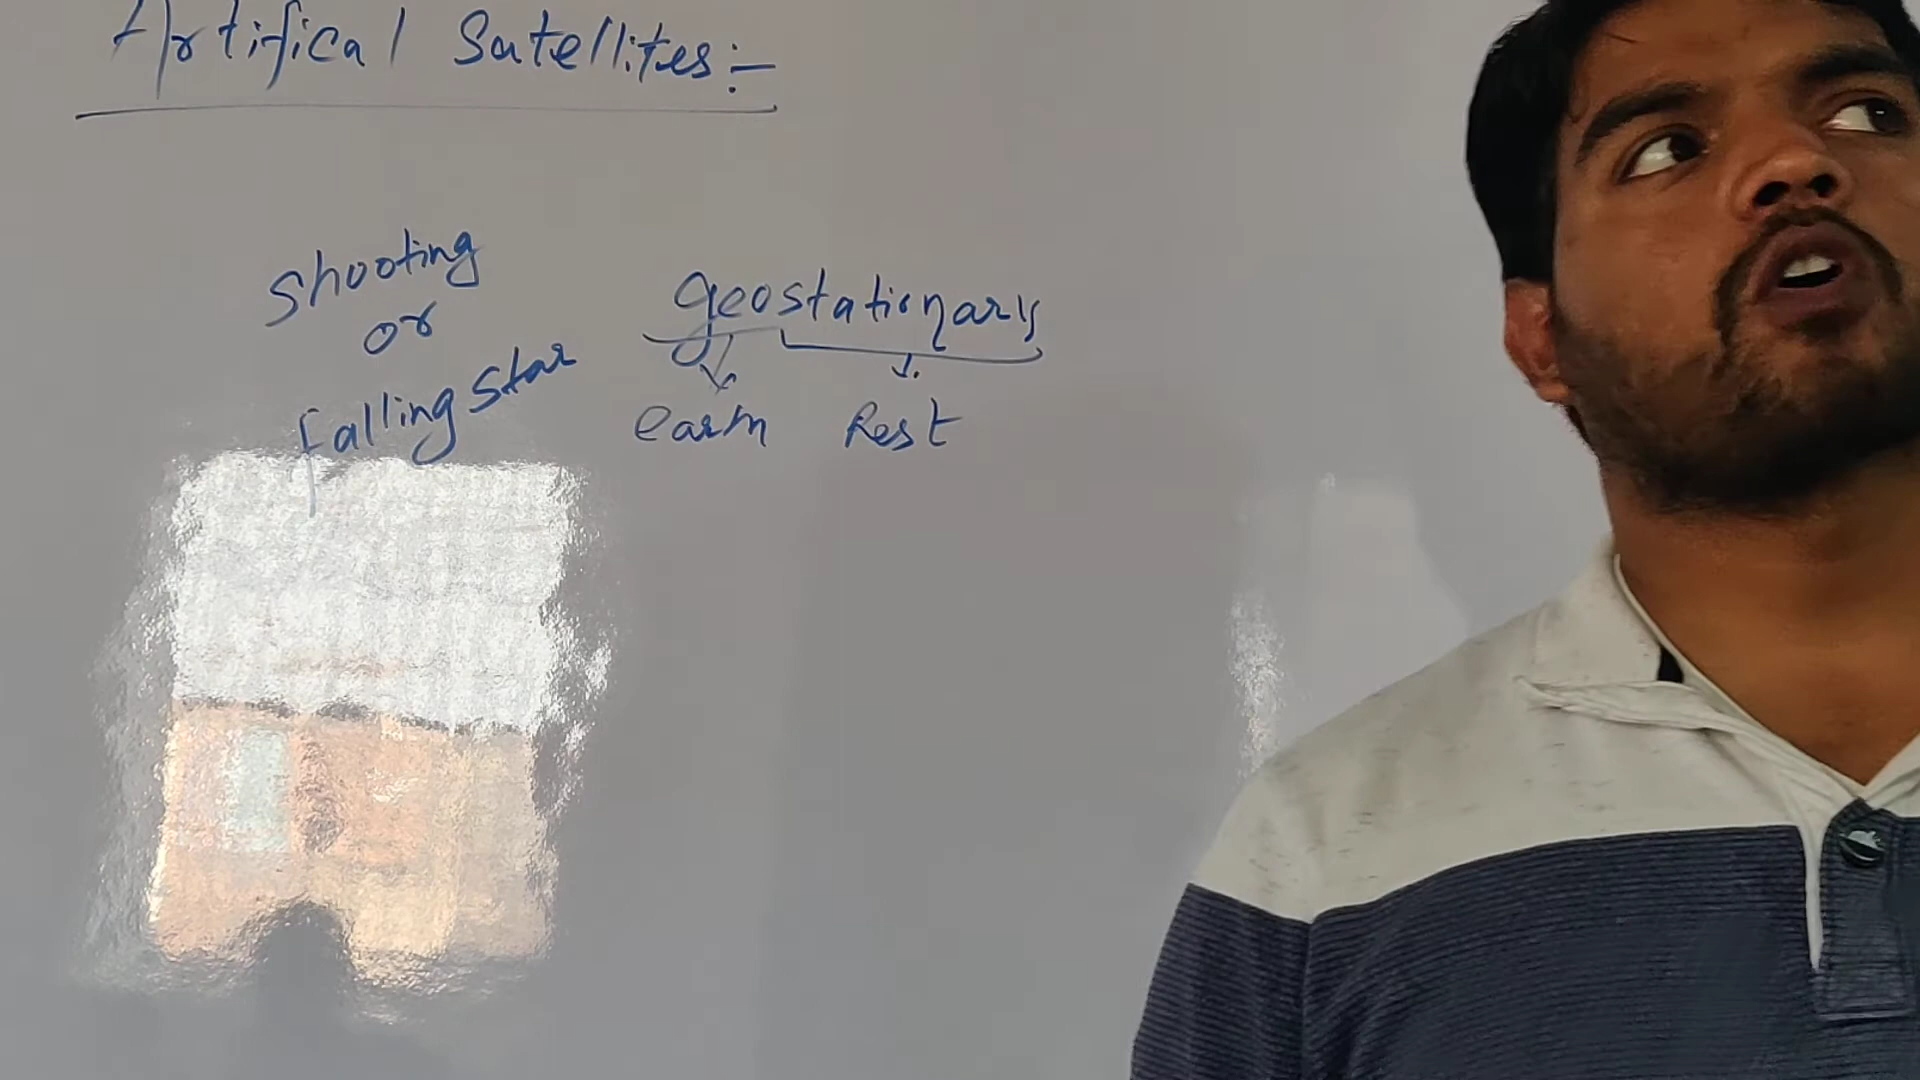 Artifical Satellites:-
Shooting
or
falling star
geostationary
earth Rest